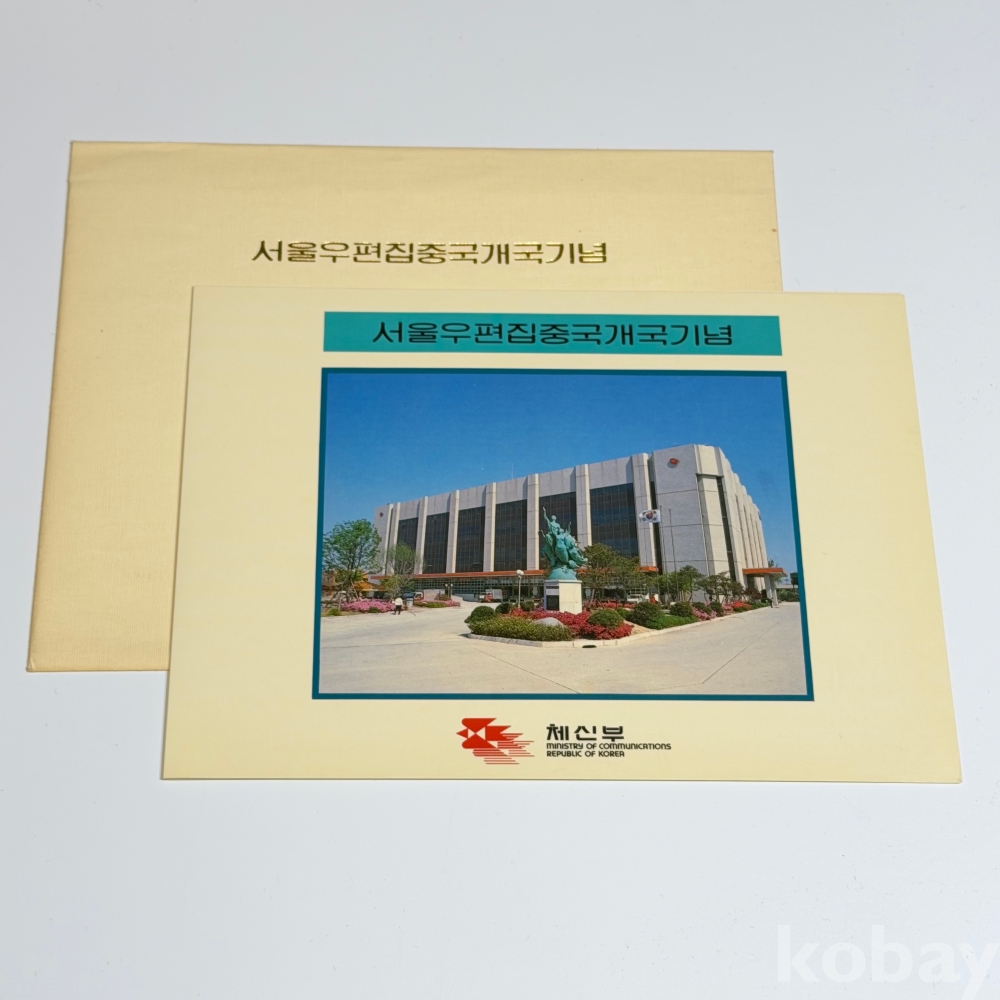 서울우편집중국개국기념
서울우편집중국개국기념
체신부
MINISTRY OF COMMUNICATIONS
REPUBLIC OF KOREA
kobay